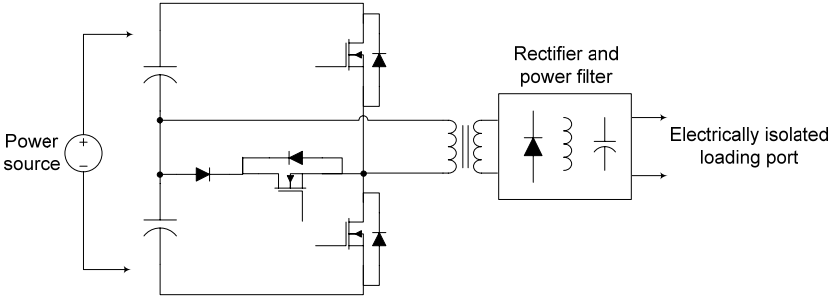 Rectifier and
power filter
Power
source
+
−
Electrically isolated
loading port